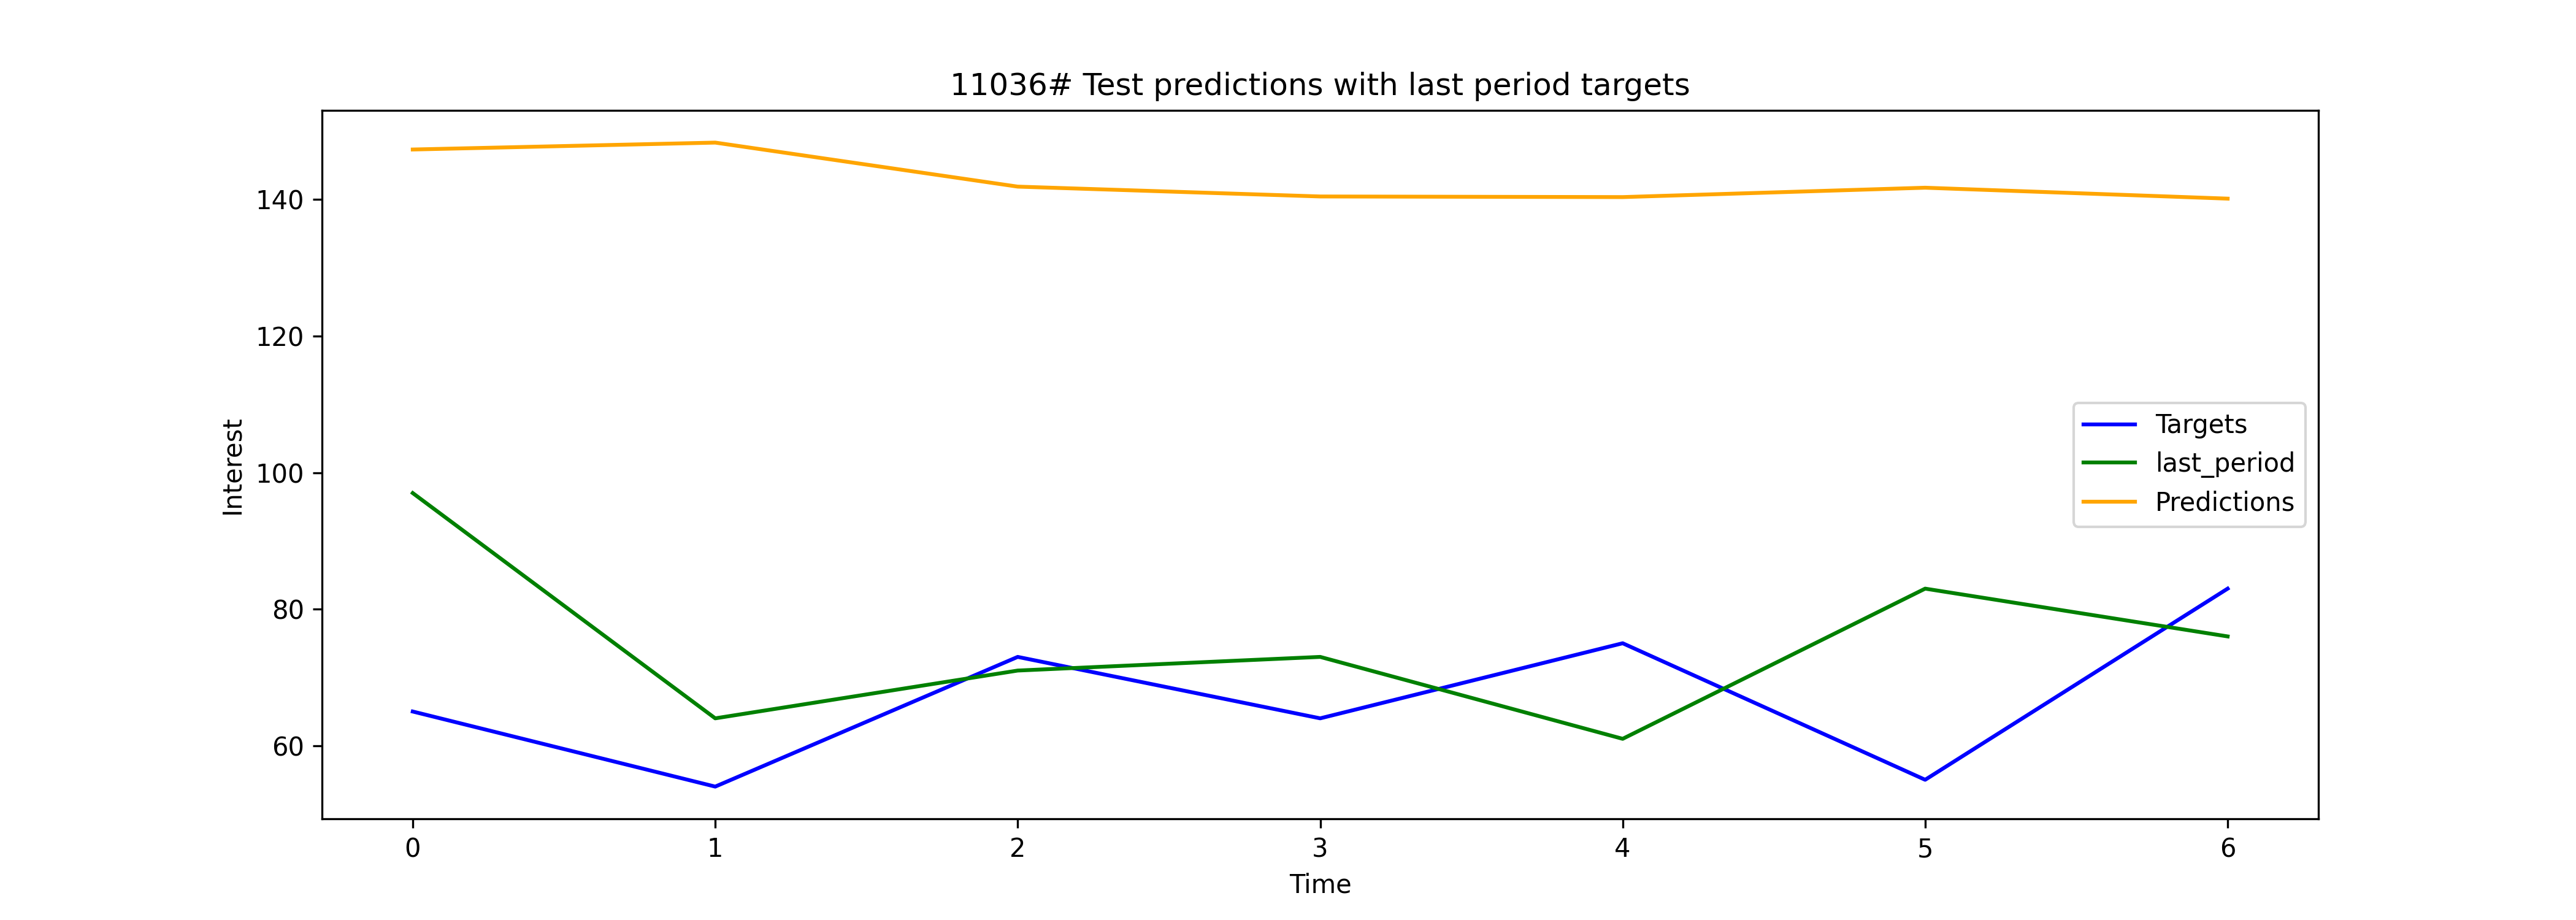 11036# Test predictions with last period targets
140
120
100
80
60
Interest
Targets
last_period
Predictions
0 1 2 3 4 5 6
Time